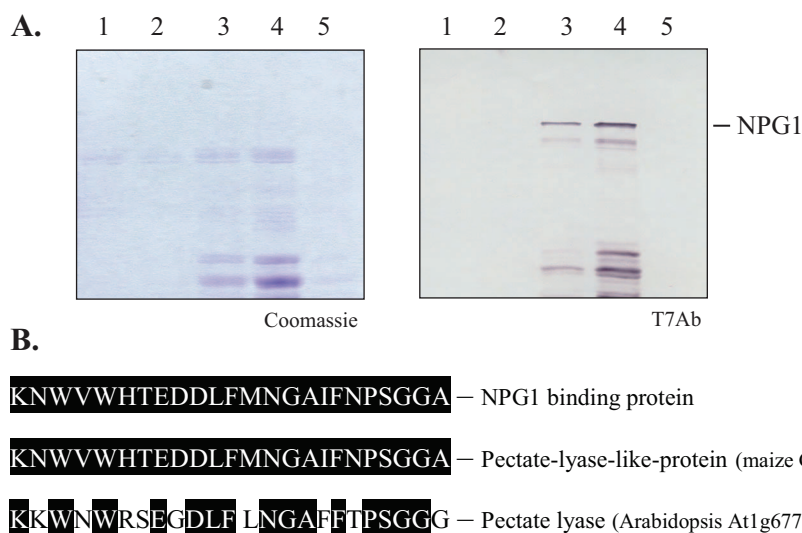 A.
1 2 3 4 5
1 2 3 4 5
NPG1
Coomassie
T7Ab
B.
KNWVWHTEDDLFMNGAIFNPSGGA – NPG1 binding protein
KNWVWHTEDDLFMNGAIFNPSGGA – Pectate-lyase-like-protein (maize
KKWNWRSEGDLF LNGAFFTPSGGG – Pectate lyase (Arabidopsis At1g677